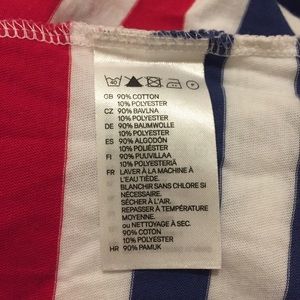 40
GB 90% COTTON
10% POLYESTER
CZ 90% BAVLNA
10% POLYESTER
DE 90% BAUMWOLLE
10% POLYESTER
ES 90% ALGODÓN
10% POLIÉSTER
FI 90% PUUVILLAA
10% POLYESTERIÄ
FR LAVER À LA MACHINE À
L'EAU TIÈDE.
BLANCHIR SANS CHLORE SI
NÉCESSAIRE.
SÉCHER À L'AIR.
REPASSER À TEMPÉRATURE
MOYENNE.
ou NETTOYAGE À SEC.
90% COTON
10% POLYESTER
HR 90% PAMUK